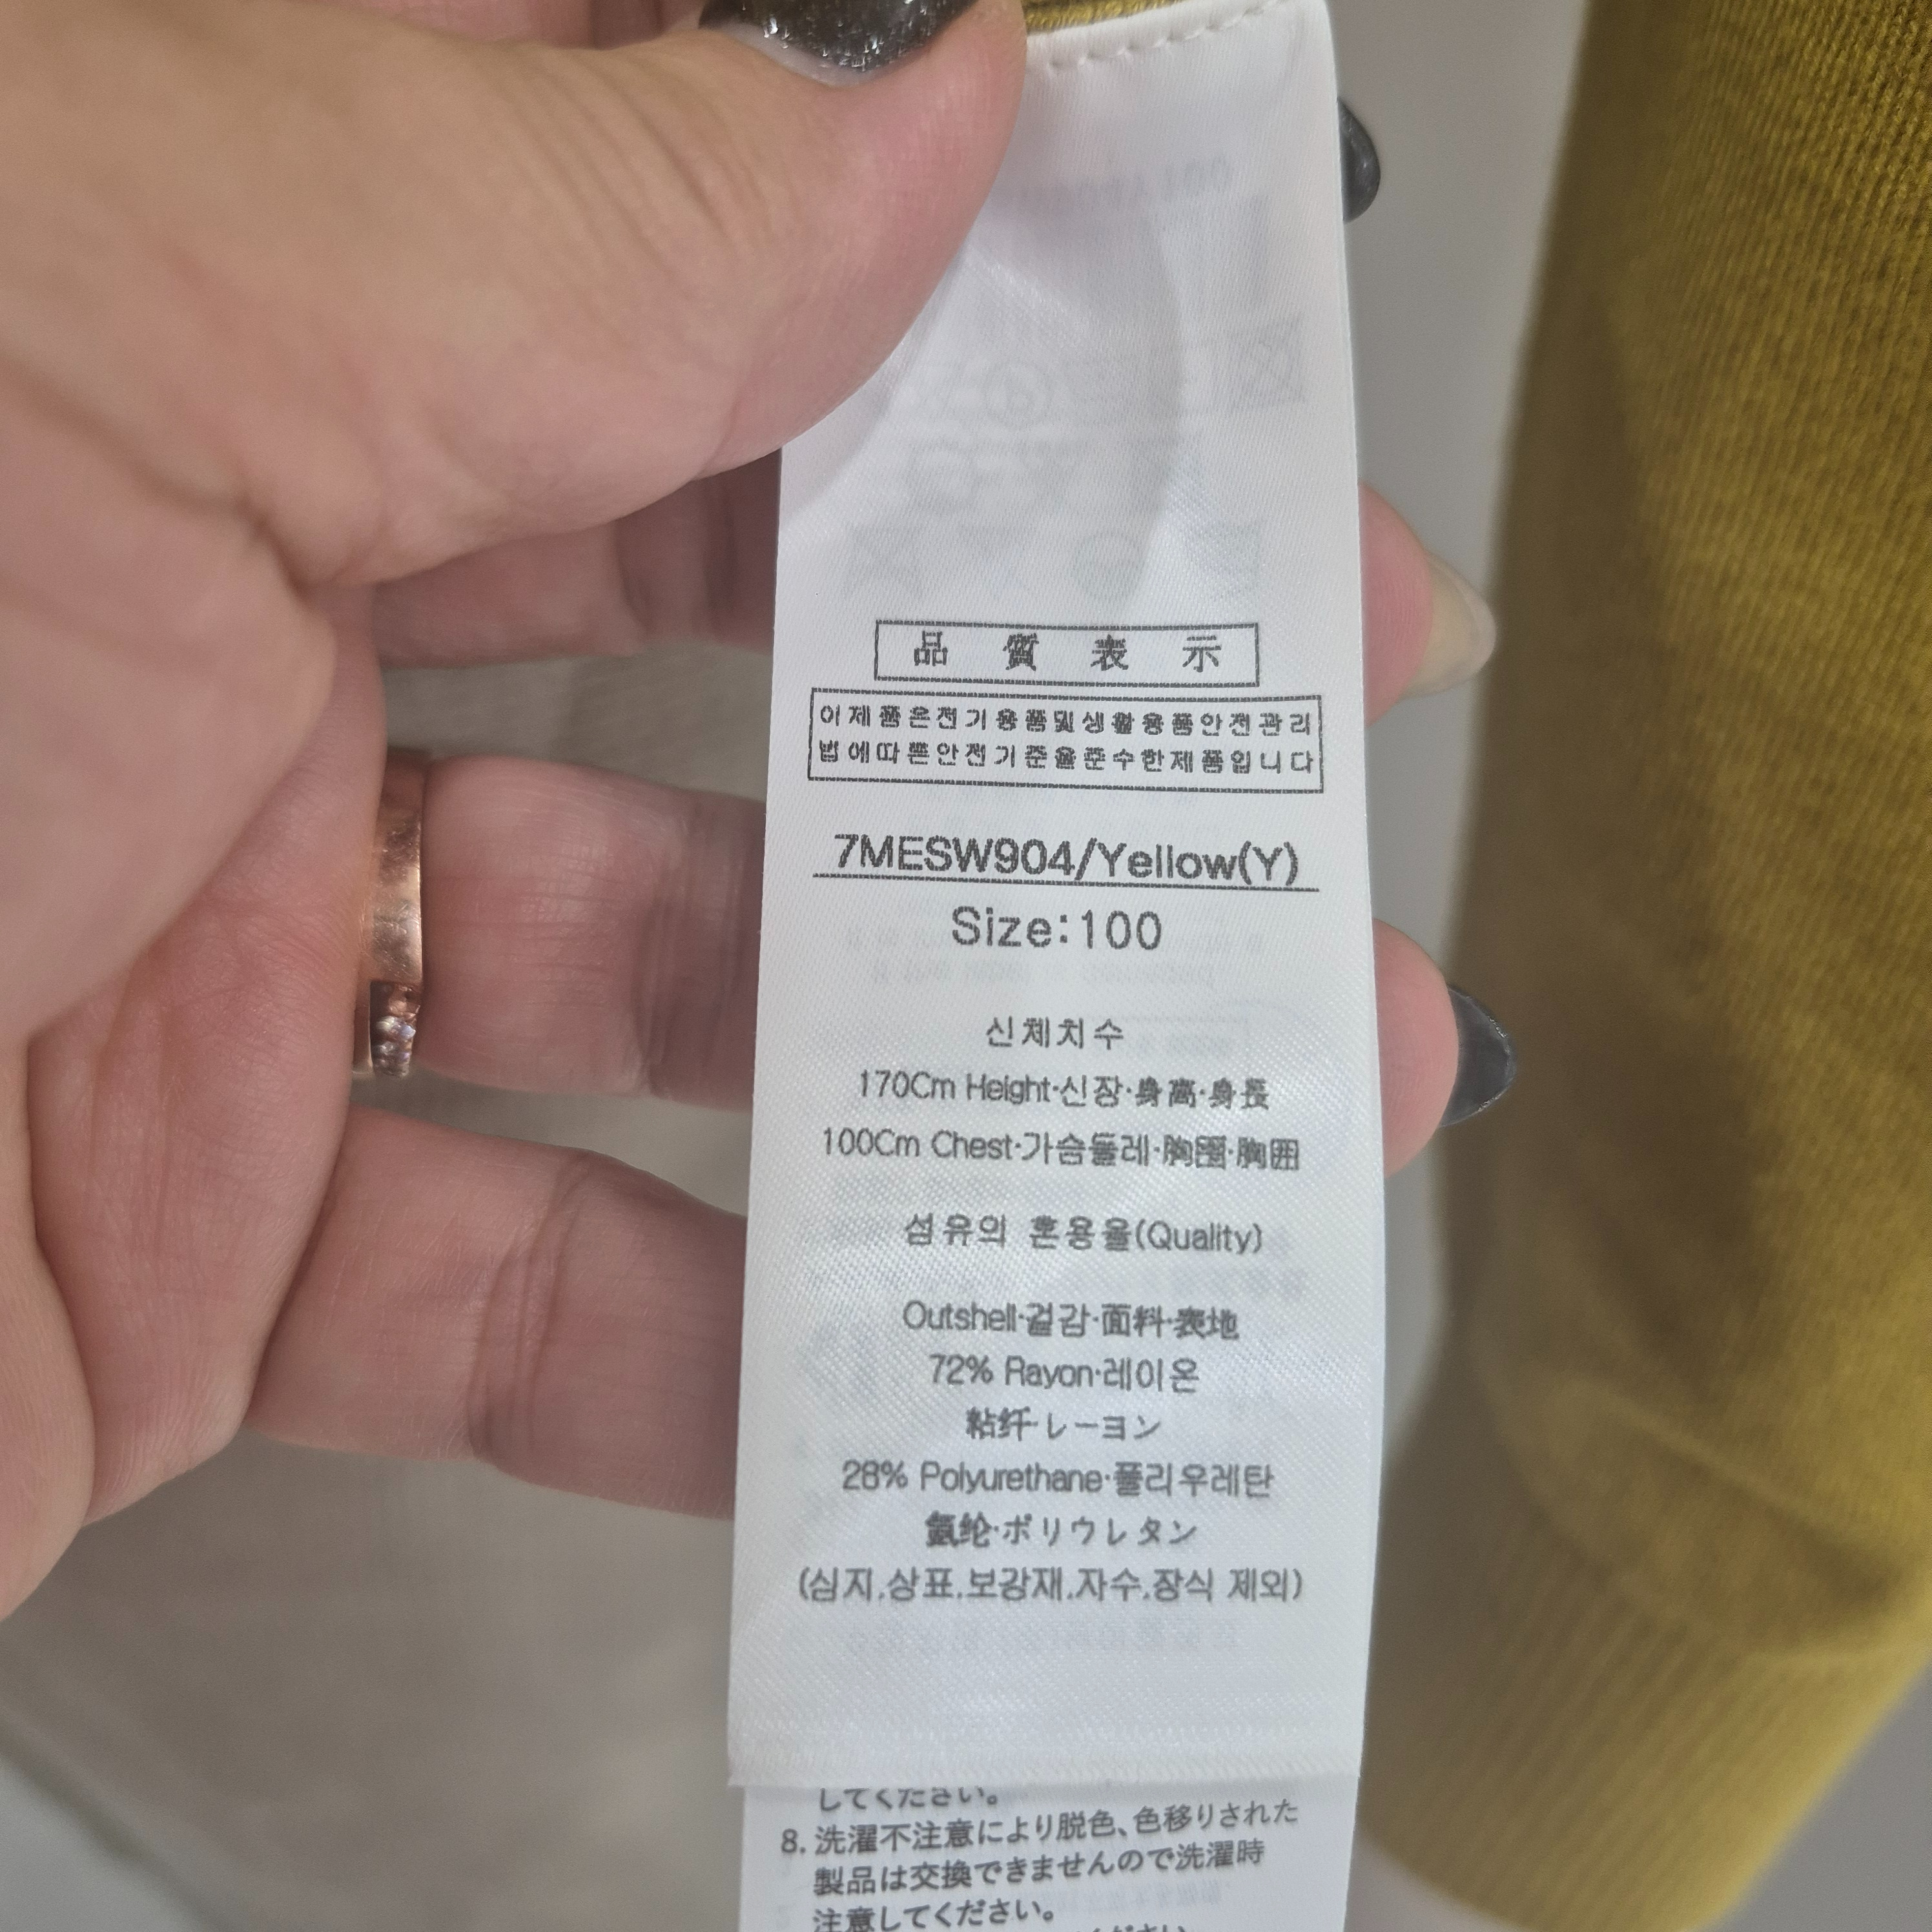 品 質 表 示
이제품은전기용품및생활용품안전관리
법에따른안전기준을준수한제품입니다
7MESW904/Yellow(Y)
Size:100
신체치수
170Cm Height·신장·身高·身長
100Cm Chest·가슴둘레·胸围·胸囲
섬유의 혼용율(Quality)
Outshell·겉감·面料·表地
72% Rayon·레이온
粘纤·レーヨン
28% Polyurethane·폴리우레탄
氨纶·ポリウレタン
(심지.상표.보강재.자수.장식 제외)
してください。
8. 洗濯不注意により脱色、色移りされた
製品は交換できませんので洗濯時
注意してください。